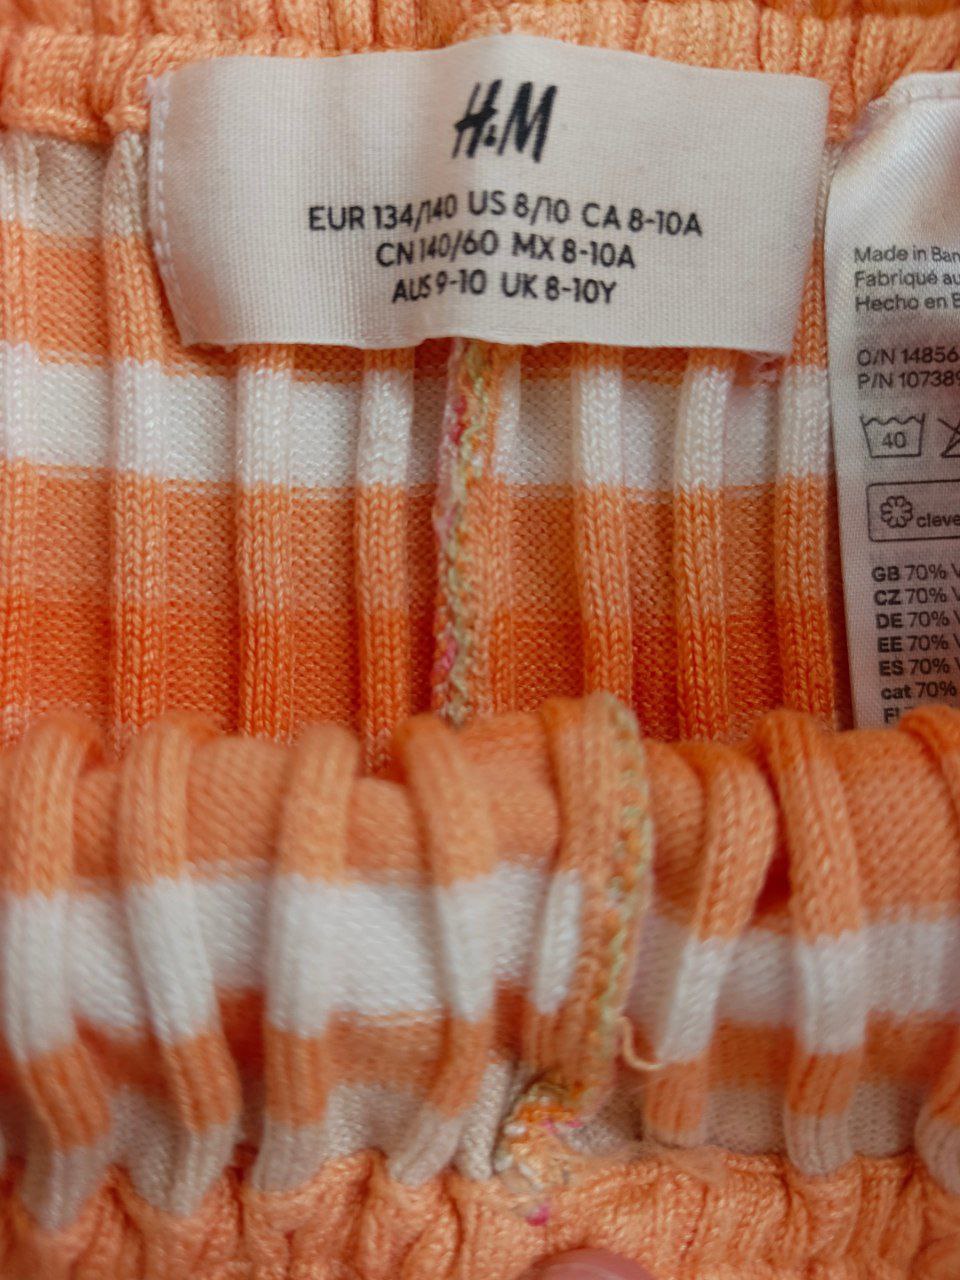 H&M
EUR 134/140 US 8/10 CA 8-10A
CN 140/60 MX 8-10A
AUS 9-10 UK 8-10Y
Made in Ban
Fabriqué au
Hecho en B
O/N 14856
P/N 107389
40
cleve
GB 70% V
CZ 70% V
DE 70% V
EE 70% V
ES 70% V
cat 70%